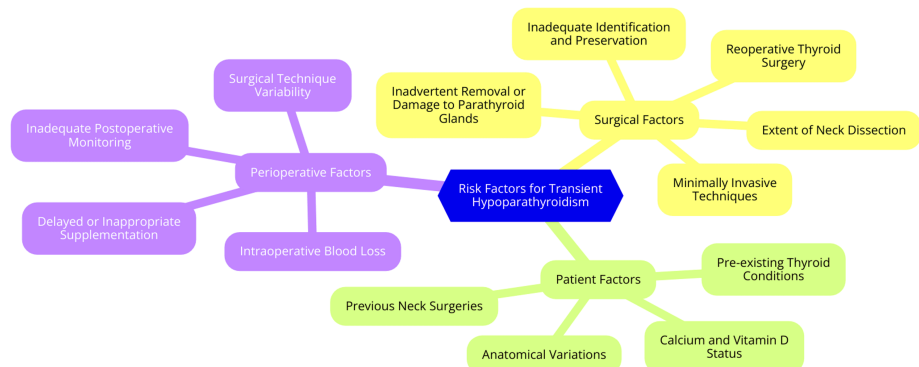 Inadequate Identification
and Preservation
Reoperative Thyroid
Surgery
Surgical Technique
Variability
Inadvertent Removal or
Damage to Parathyroid
Glands
Surgical Factors
Extent of Neck Dissection
Inadequate Postoperative
Monitoring
Perioperative Factors
Risk Factors for Transient
Hypoparathyroidism
Minimally Invasive
Techniques
Delayed or Inappropriate
Supplementation
Intraoperative Blood Loss
Patient Factors
Pre-existing Thyroid
Conditions
Previous Neck Surgeries
Anatomical Variations
Calcium and Vitamin D
Status